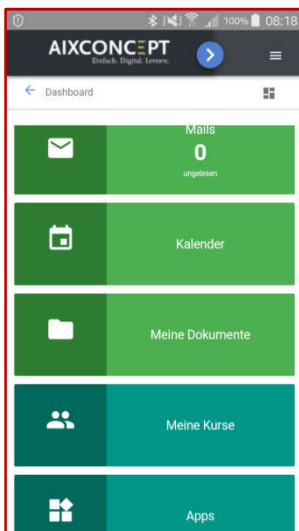 100% 08:18
AIXCONCEPT
Einfach. Digital. Lernen.
Dashboard
Mails
0
ungelesen
Kalender
Meine Dokumente
Meine Kurse
Apps